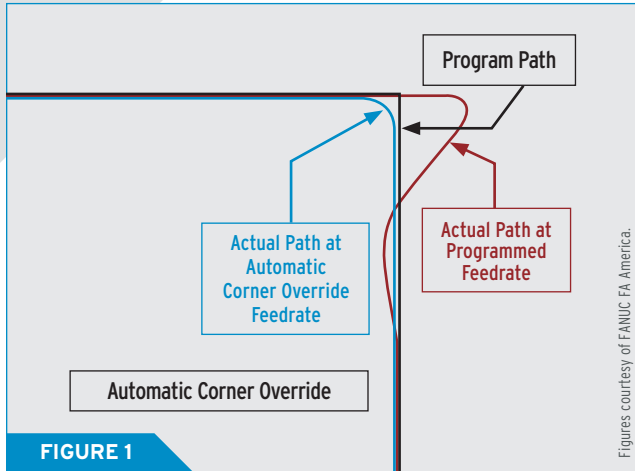 Program Path
Actual Path at
Automatic
Corner Override
Feedrate
Actual Path at
Programmed
Feedrate
Automatic Corner Override
FIGURE 1
Figures courtesy of FANUC FA America.